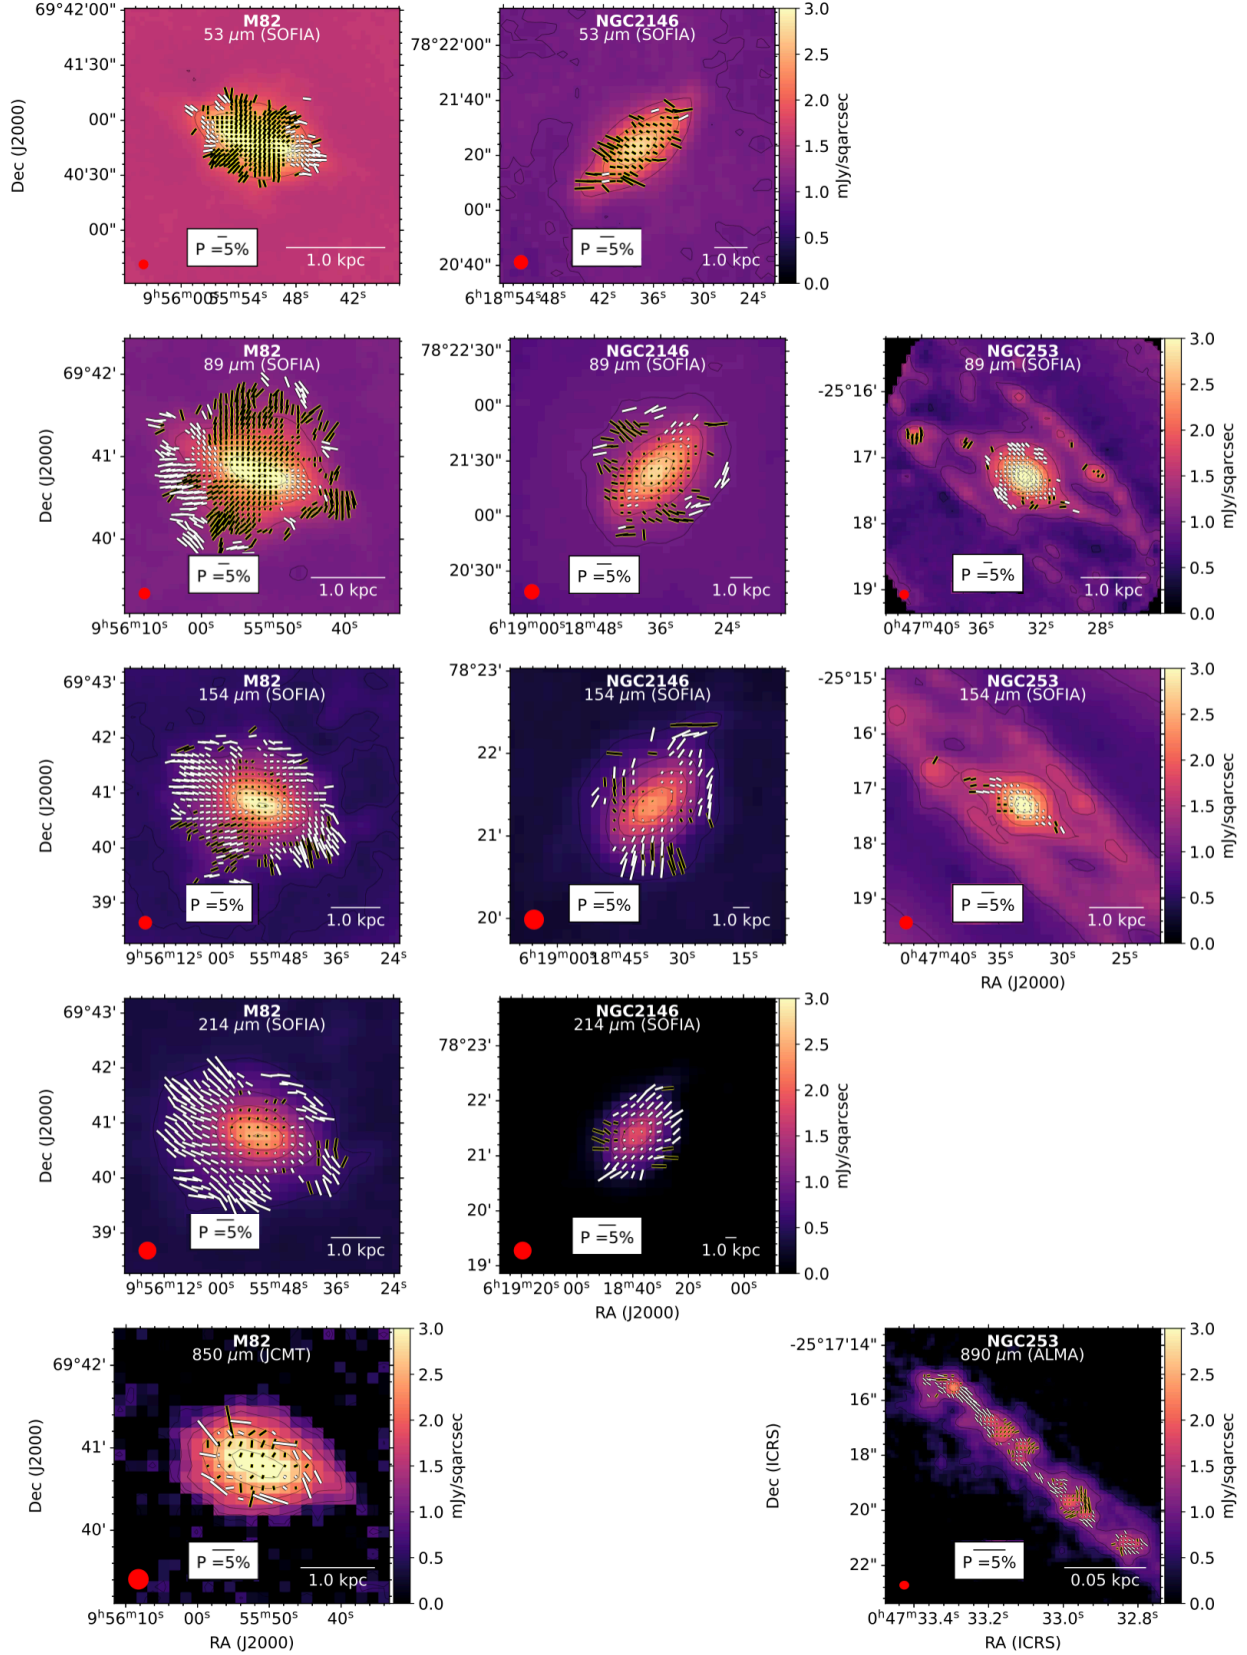 M82
53 μm (SOFIA)
69°42'00"
41'30"
00"
40'30"
00"
Dec (J2000)
P =5%
1.0 kpc
9ʰ56ᵐ00ˢ55ᵐ54ˢ 48ˢ 42ˢ
NGC2146
53 μm (SOFIA)
78°22'00"
21'40"
20"
00"
20'40"
P =5%
1.0 kpc
6ʰ18ᵐ54ˢ48ˢ 42ˢ 36ˢ 30ˢ 24ˢ
3.0
2.5
2.0
1.5
1.0
0.5
0.0
mJy/sqarcsec
M82
89 μm (SOFIA)
69°42'
41'
40'
Dec (J2000)
P =5%
1.0 kpc
9ʰ56ᵐ10ˢ 00ˢ 55ᵐ50ˢ 40ˢ
NGC2146
89 μm (SOFIA)
78°22'30"
00"
21'30"
00"
20'30"
P =5%
1.0 kpc
6ʰ19ᵐ00ˢ18ᵐ48ˢ 36ˢ 24ˢ
NGC253
89 μm (SOFIA)
-25°16'
17'
18'
19'
P =5%
1.0 kpc
0ʰ47ᵐ40ˢ 36ˢ 32ˢ 28ˢ
3.0
2.5
2.0
1.5
1.0
0.5
0.0
mJy/sqarcsec
M82
154 μm (SOFIA)
69°43'
42'
41'
40'
39'
Dec (J2000)
P =5%
1.0 kpc
9ʰ56ᵐ12ˢ 00ˢ 55ᵐ48ˢ 36ˢ 24ˢ
NGC2146
154 μm (SOFIA)
78°23'
22'
21'
20'
P =5%
1.0 kpc
6ʰ19ᵐ00ˢ18ᵐ45ˢ 30ˢ 15ˢ
NGC253
154 μm (SOFIA)
-25°15'
16'
17'
18'
19'
P =5%
1.0 kpc
0ʰ47ᵐ40ˢ 35ˢ 30ˢ 25ˢ
RA (J2000)
3.0
2.5
2.0
1.5
1.0
0.5
0.0
mJy/sqarcsec
M82
214 μm (SOFIA)
69°43'
42'
41'
40'
39'
Dec (J2000)
P =5%
1.0 kpc
9ʰ56ᵐ12ˢ 00ˢ 55ᵐ48ˢ 36ˢ 24ˢ
NGC2146
214 μm (SOFIA)
78°23'
22'
21'
20'
19'
P =5%
1.0 kpc
6ʰ19ᵐ20ˢ 00ˢ 18ᵐ40ˢ 20ˢ 00ˢ
RA (J2000)
3.0
2.5
2.0
1.5
1.0
0.5
0.0
mJy/sqarcsec
M82
850 μm (JCMT)
69°42'
41'
40'
Dec (J2000)
P =5%
1.0 kpc
9ʰ56ᵐ10ˢ 00ˢ 55ᵐ50ˢ 40ˢ
RA (J2000)
3.0
2.5
2.0
1.5
1.0
0.5
0.0
mJy/sqarcsec
NGC253
890 μm (ALMA)
-25°17'14"
16"
18"
20"
22"
Dec (ICRS)
P =5%
0.05 kpc
0ʰ47ᵐ33.4ˢ 33.2ˢ 33.0ˢ 32.8ˢ
RA (ICRS)
3.0
2.5
2.0
1.5
1.0
0.5
0.0
mJy/sqarcsec